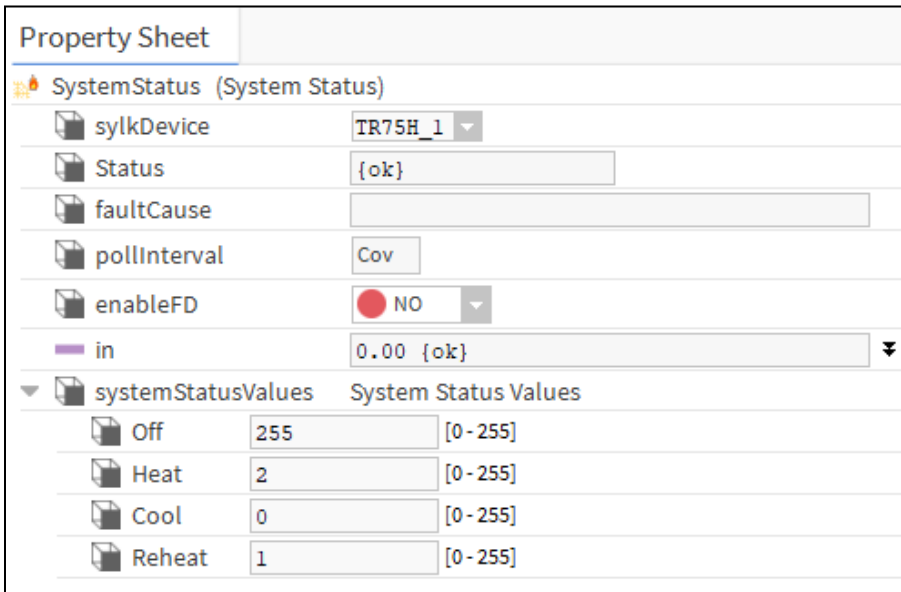 Property Sheet
SystemStatus (System Status)
sylkDevice TR75H_1
Status {ok}
faultCause
pollInterval Cov
enableFD NO
in 0.00 {ok}
systemStatusValues System Status Values
Off 255 [0-255]
Heat 2 [0-255]
Cool 0 [0-255]
Reheat 1 [0-255]